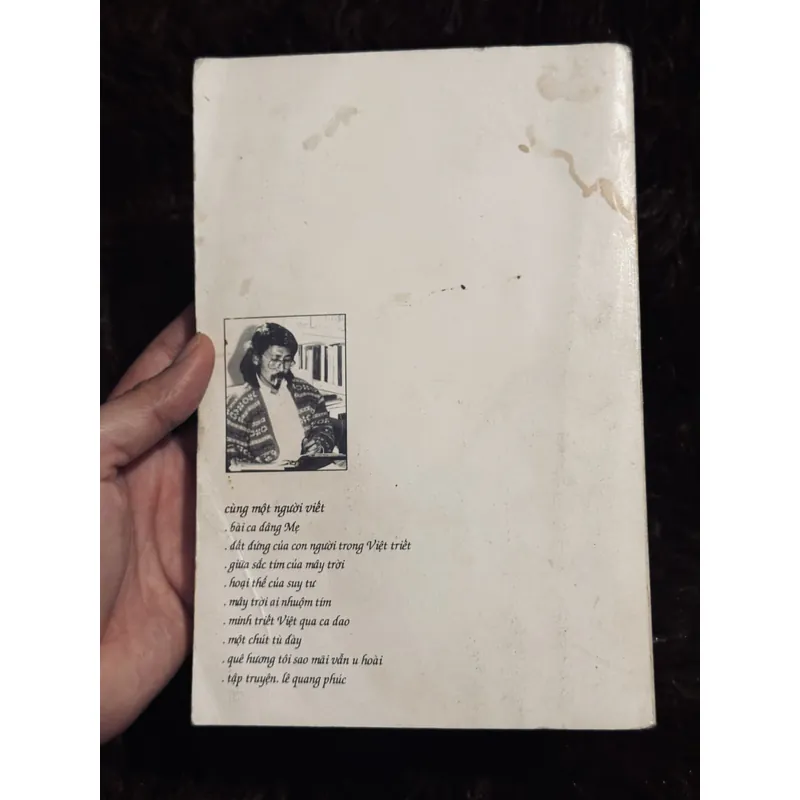 cùng một người viết
. bài ca dâng Mẹ
. đất đứng của con người trong Việt triết
. giữa sắc tím của mây trời
. hoại thể của suy tư
. mây trời ai nhuộm tím
. minh triết Việt qua ca dao
. một chút tù đày
. quê hương tôi sao mãi vẫn u hoài
. tập truyện. lê quang phúc